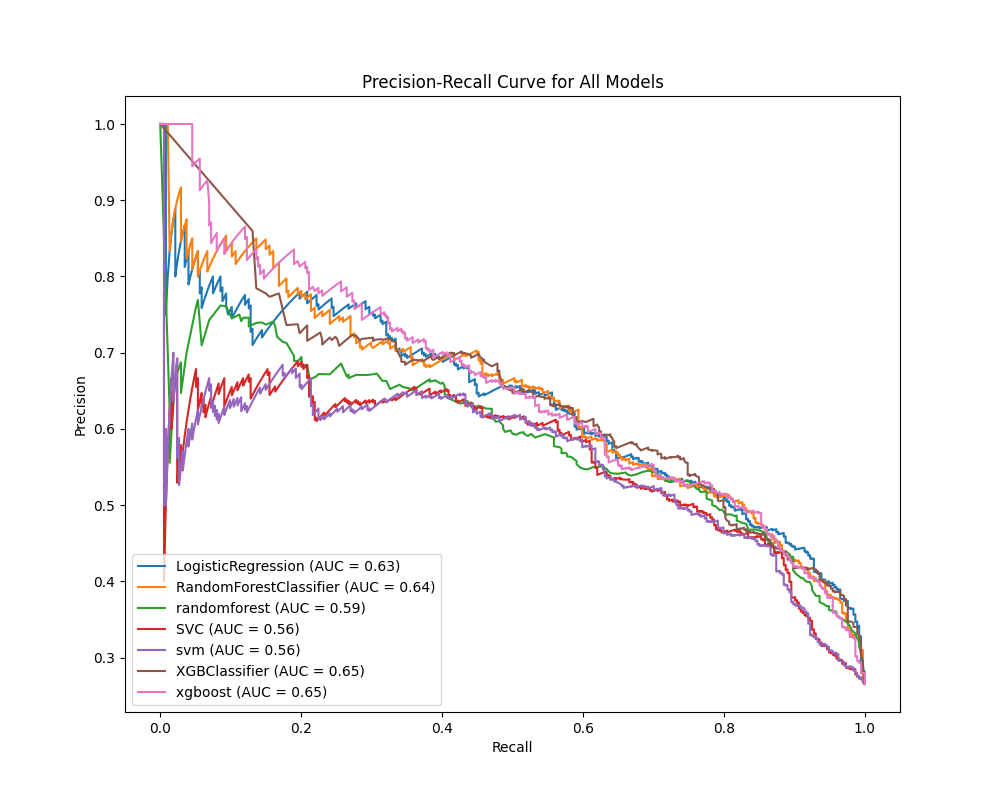 Precision-Recall Curve for All Models
Precision
1.0
0.9
0.8
0.7
0.6
0.5
0.4
0.3
LogisticRegression (AUC = 0.63)
RandomForestClassifier (AUC = 0.64)
randomforest (AUC = 0.59)
SVC (AUC = 0.56)
svm (AUC = 0.56)
XGBClassifier (AUC = 0.65)
xgboost (AUC = 0.65)
0.0 0.2 0.4 0.6 0.8 1.0
Recall